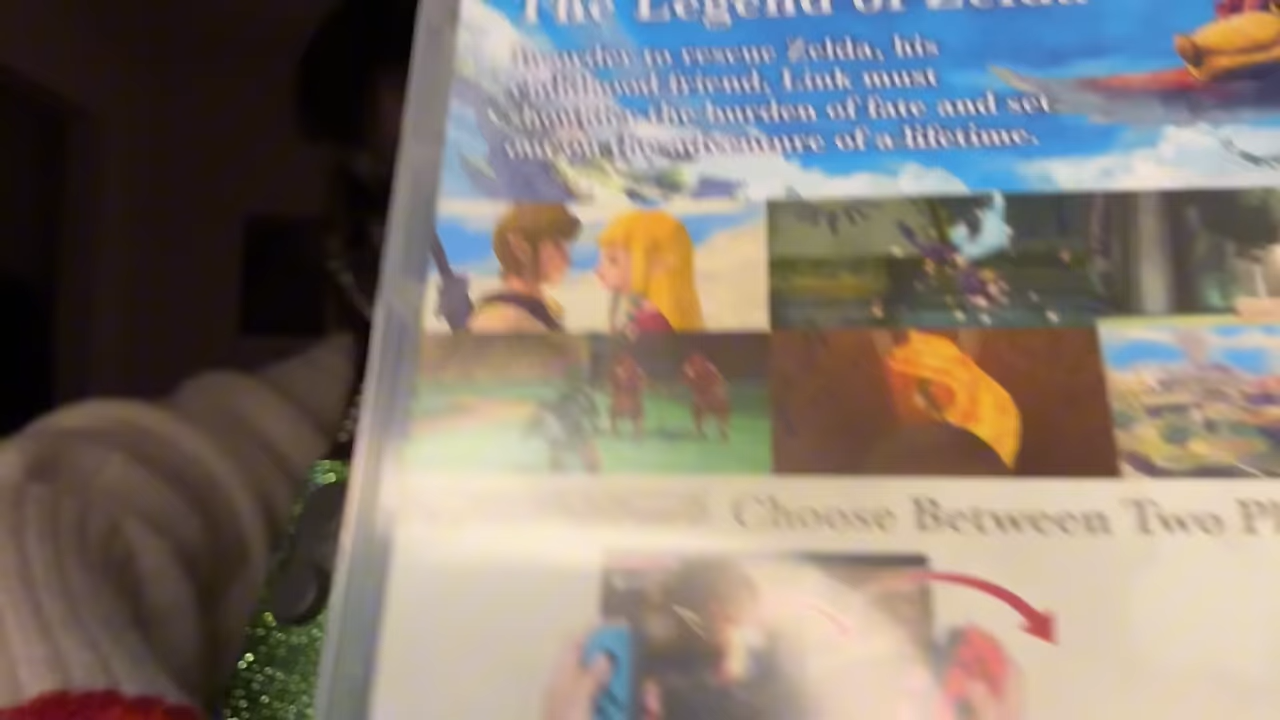 The Legend of Zelda
In order to rescue Zelda, his
childhood friend, Link must
shoulder the burden of fate and set
out on the adventure of a lifetime.
Choose Between Two Pl